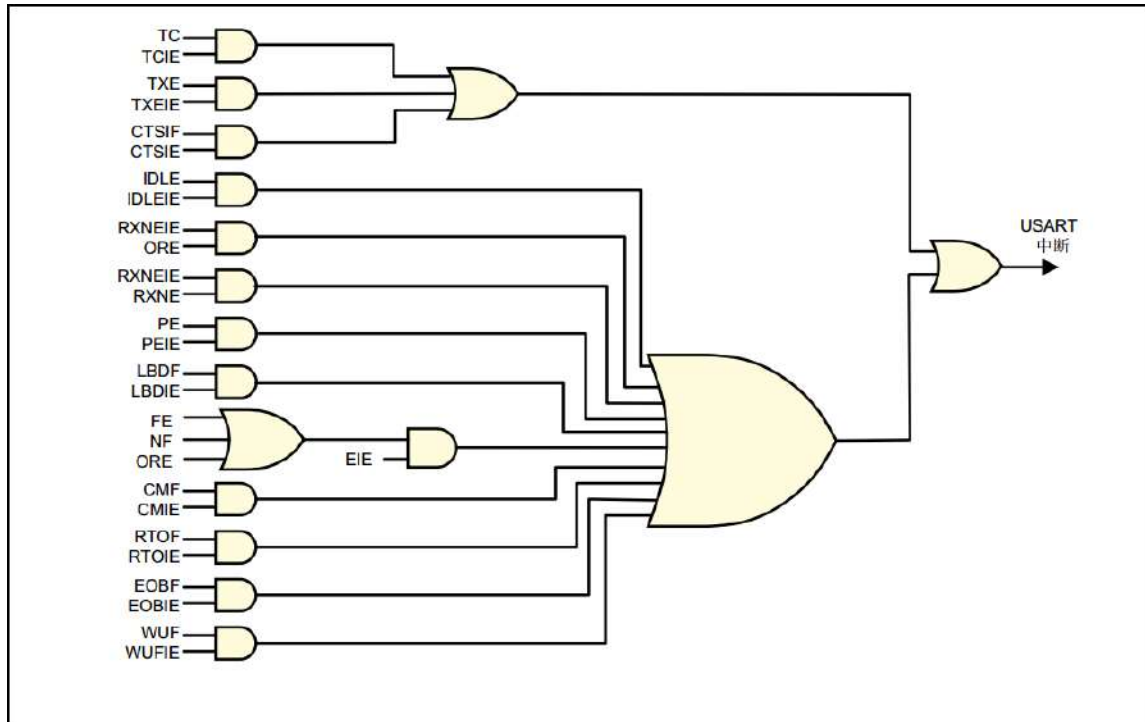 TC
TCIE
TXE
TXEIE
CTSIF
CTSIE
IDLE
IDLEIE
RXNEIE
ORE
RXNEIE
RXNE
PE
PEIE
LBDF
LBDIE
FE
NF
ORE
EIE
CMF
CMIE
RTOF
RTOIE
EOBF
EOBIE
WUF
WUFIE
USART
中断